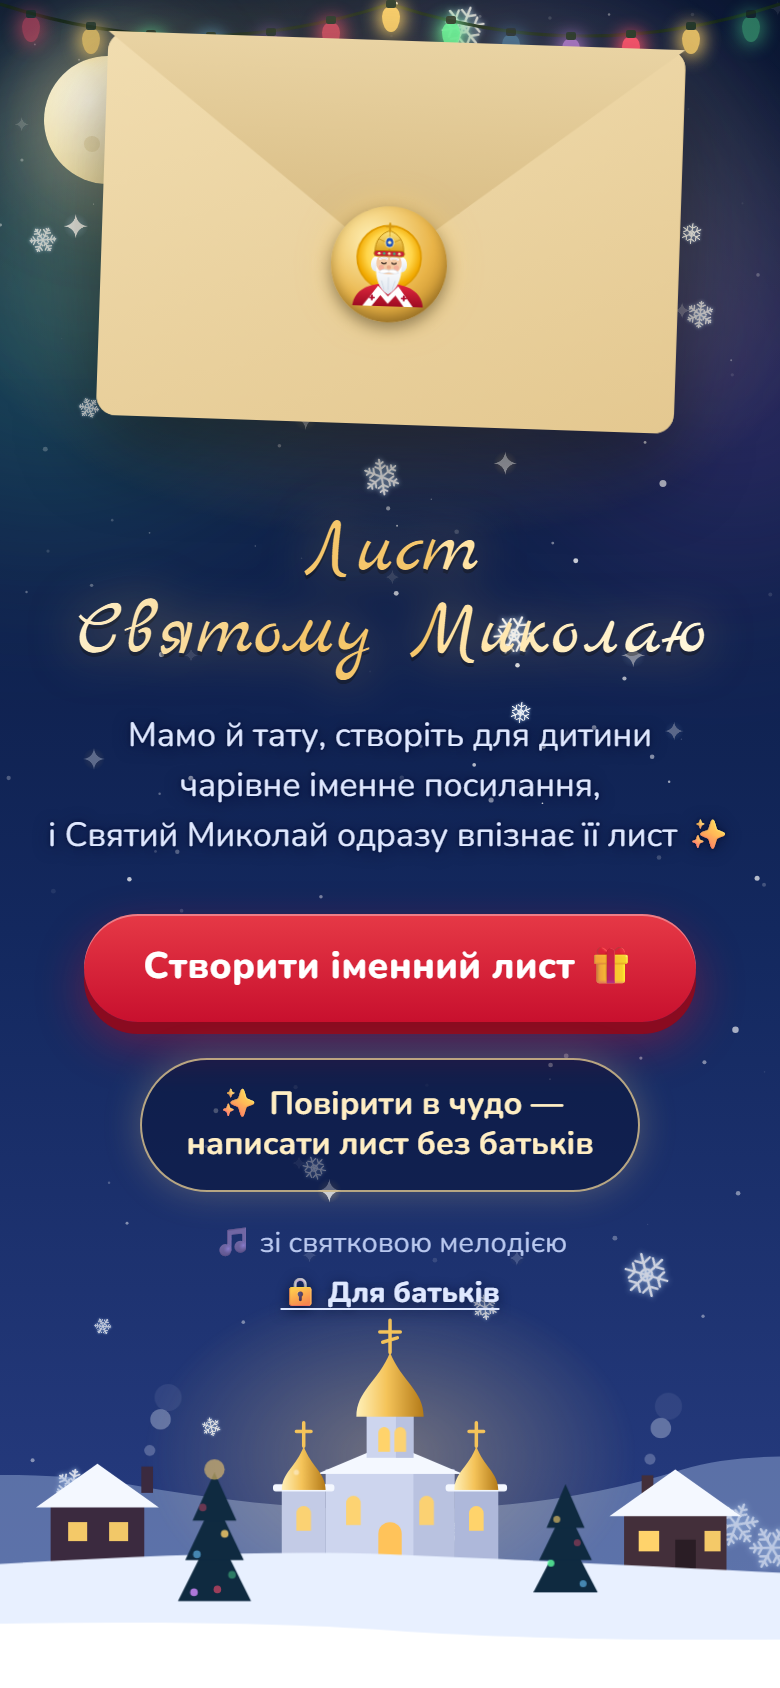 Лист
Святому Миколаю
Мамо й тату, створіть для дитини
чарівне іменне посилання,
і Святий Миколай одразу впізнає її лист ✨
Створити іменний лист 🎁
✨ Повірити в чудо —
написати лист без батьків
🎵 зі святковою мелодією
🔒 Для батьків